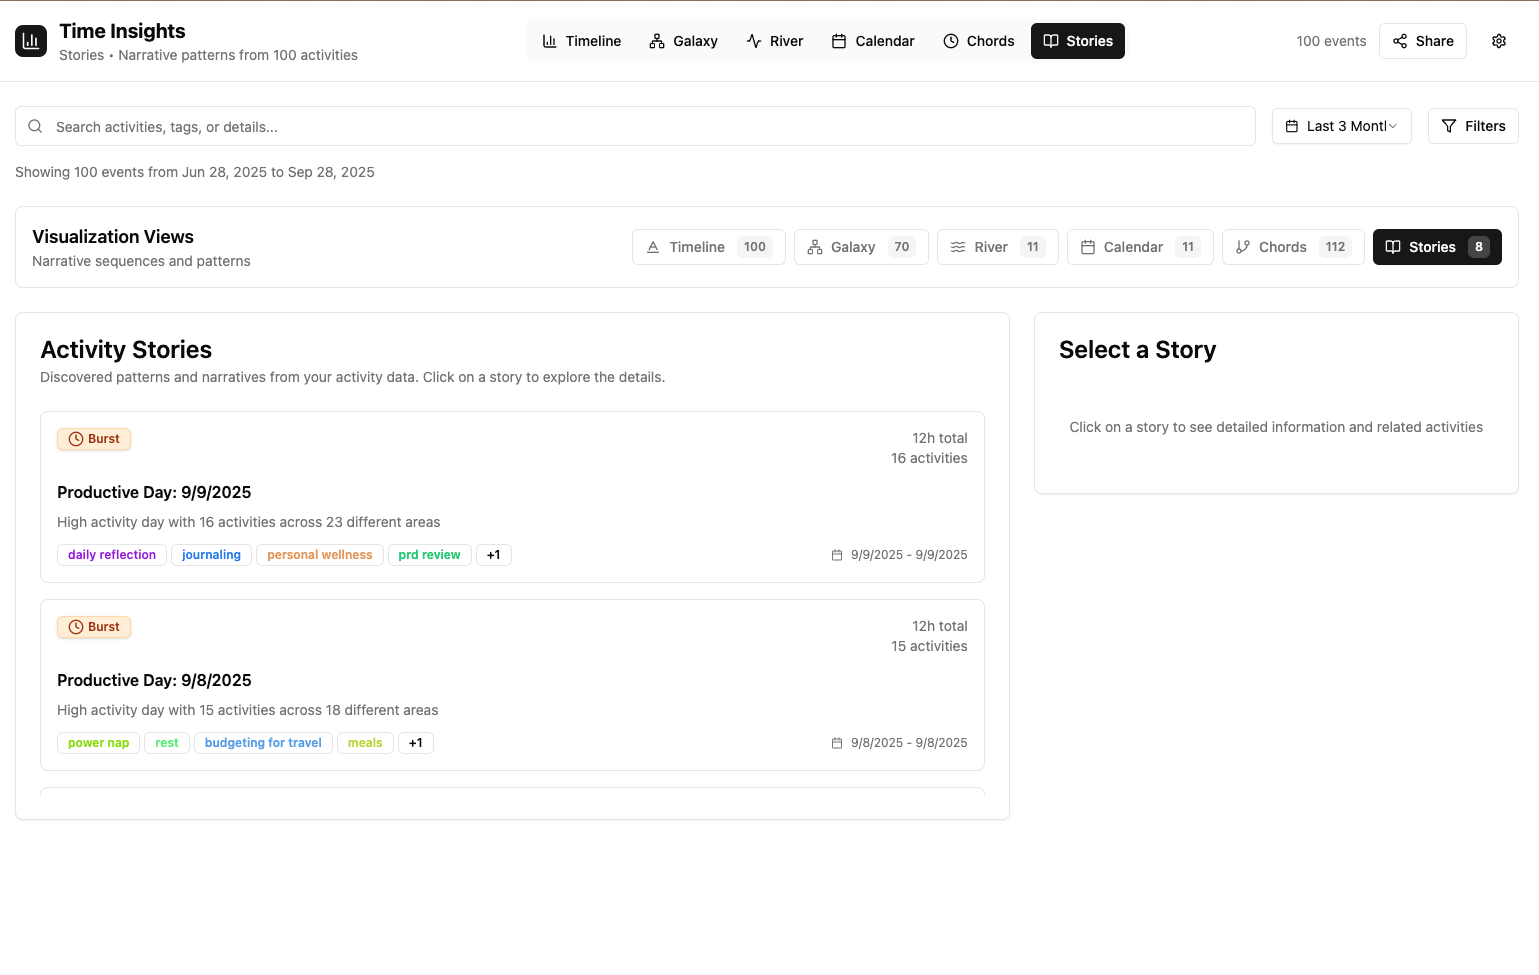 Time Insights
Stories • Narrative patterns from 100 activities
Timeline
Galaxy
River
Calendar
Chords
Stories
100 events
Share
Search activities, tags, or details...
Last 3 Montl
Filters
Showing 100 events from Jun 28, 2025 to Sep 28, 2025
Visualization Views
Narrative sequences and patterns
Timeline 100
Galaxy 70
River 11
Calendar 11
Chords 112
Stories 8
Activity Stories
Discovered patterns and narratives from your activity data. Click on a story to explore the details.
Burst
12h total
16 activities
Productive Day: 9/9/2025
High activity day with 16 activities across 23 different areas
daily reflection
journaling
personal wellness
prd review
+1
9/9/2025 - 9/9/2025
Burst
12h total
15 activities
Productive Day: 9/8/2025
High activity day with 15 activities across 18 different areas
power nap
rest
budgeting for travel
meals
+1
9/8/2025 - 9/8/2025
Select a Story
Click on a story to see detailed information and related activities